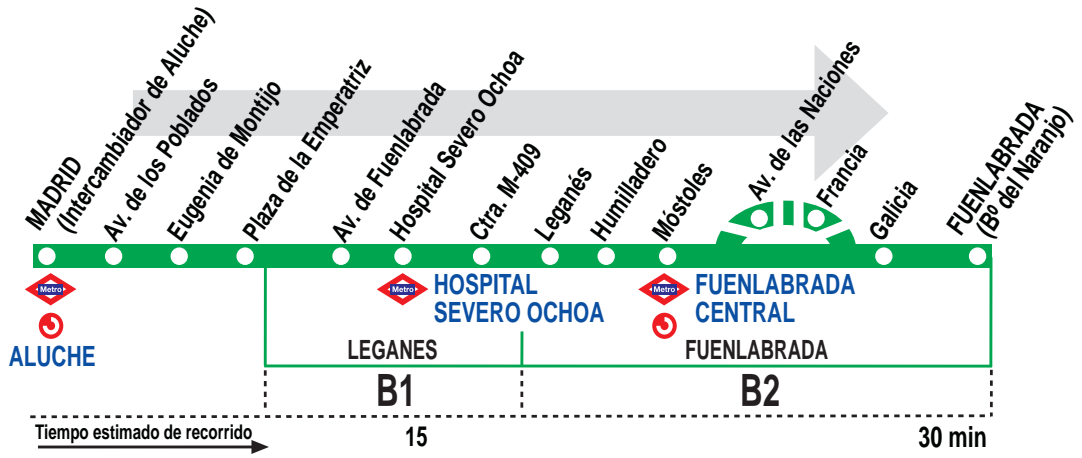 MADRID
(Intercambiador de Aluche)
Av. de los Poblados
Eugenia de Montijo
Plaza de la Emperatriz
Av. de Fuenlabrada
Hospital Severo Ochoa
Ctra. M-409
Leganés
Humilladero
Móstoles
Av. de las Naciones
Francia
Galicia
FUENLABRADA
(Bº del Naranjo)
Metro
ALUCHE
Metro
HOSPITAL
SEVERO OCHOA
Metro
FUENLABRADA
CENTRAL
LEGANES
FUENLABRADA
B1
B2
Tiempo estimado de recorrido
15
30 min